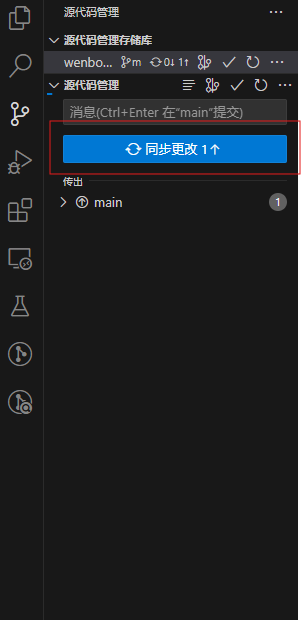 源代码管理
源代码管理存储库
wenbo... m 0↓ 1↑
源代码管理
消息(Ctrl+Enter 在"main"提交)
同步更改 1↑
传出
main 1